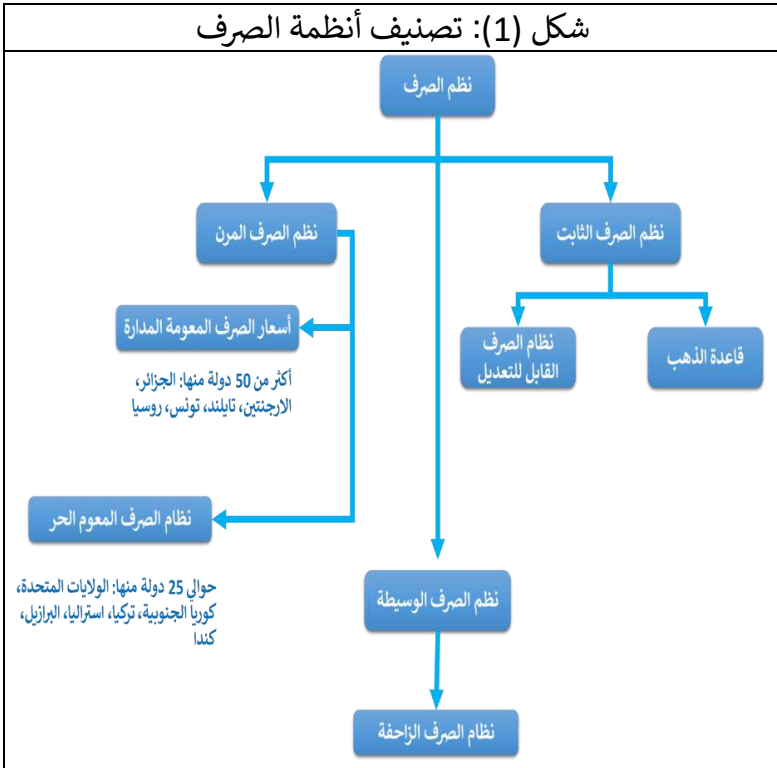 شكل (1): تصنيف أنظمة الصرف
نظم الصرف
نظم الصرف الثابت
نظم الصرف المرن
قاعدة الذهب
نظام الصرف
القابل للتعديل
أسعار الصرف المعومة المدارة
أكثر من 50 دولة منها: الجزائر،
الارجنتين، تايلند، تونس، روسيا
نظام الصرف المعوم الحر
حوالي 25 دولة منها: الولايات المتحدة،
كوريا الجنوبية، تركيا، استراليا، البرازيل،
كندا
نظم الصرف الوسيطة
نظام الصرف الزاحفة